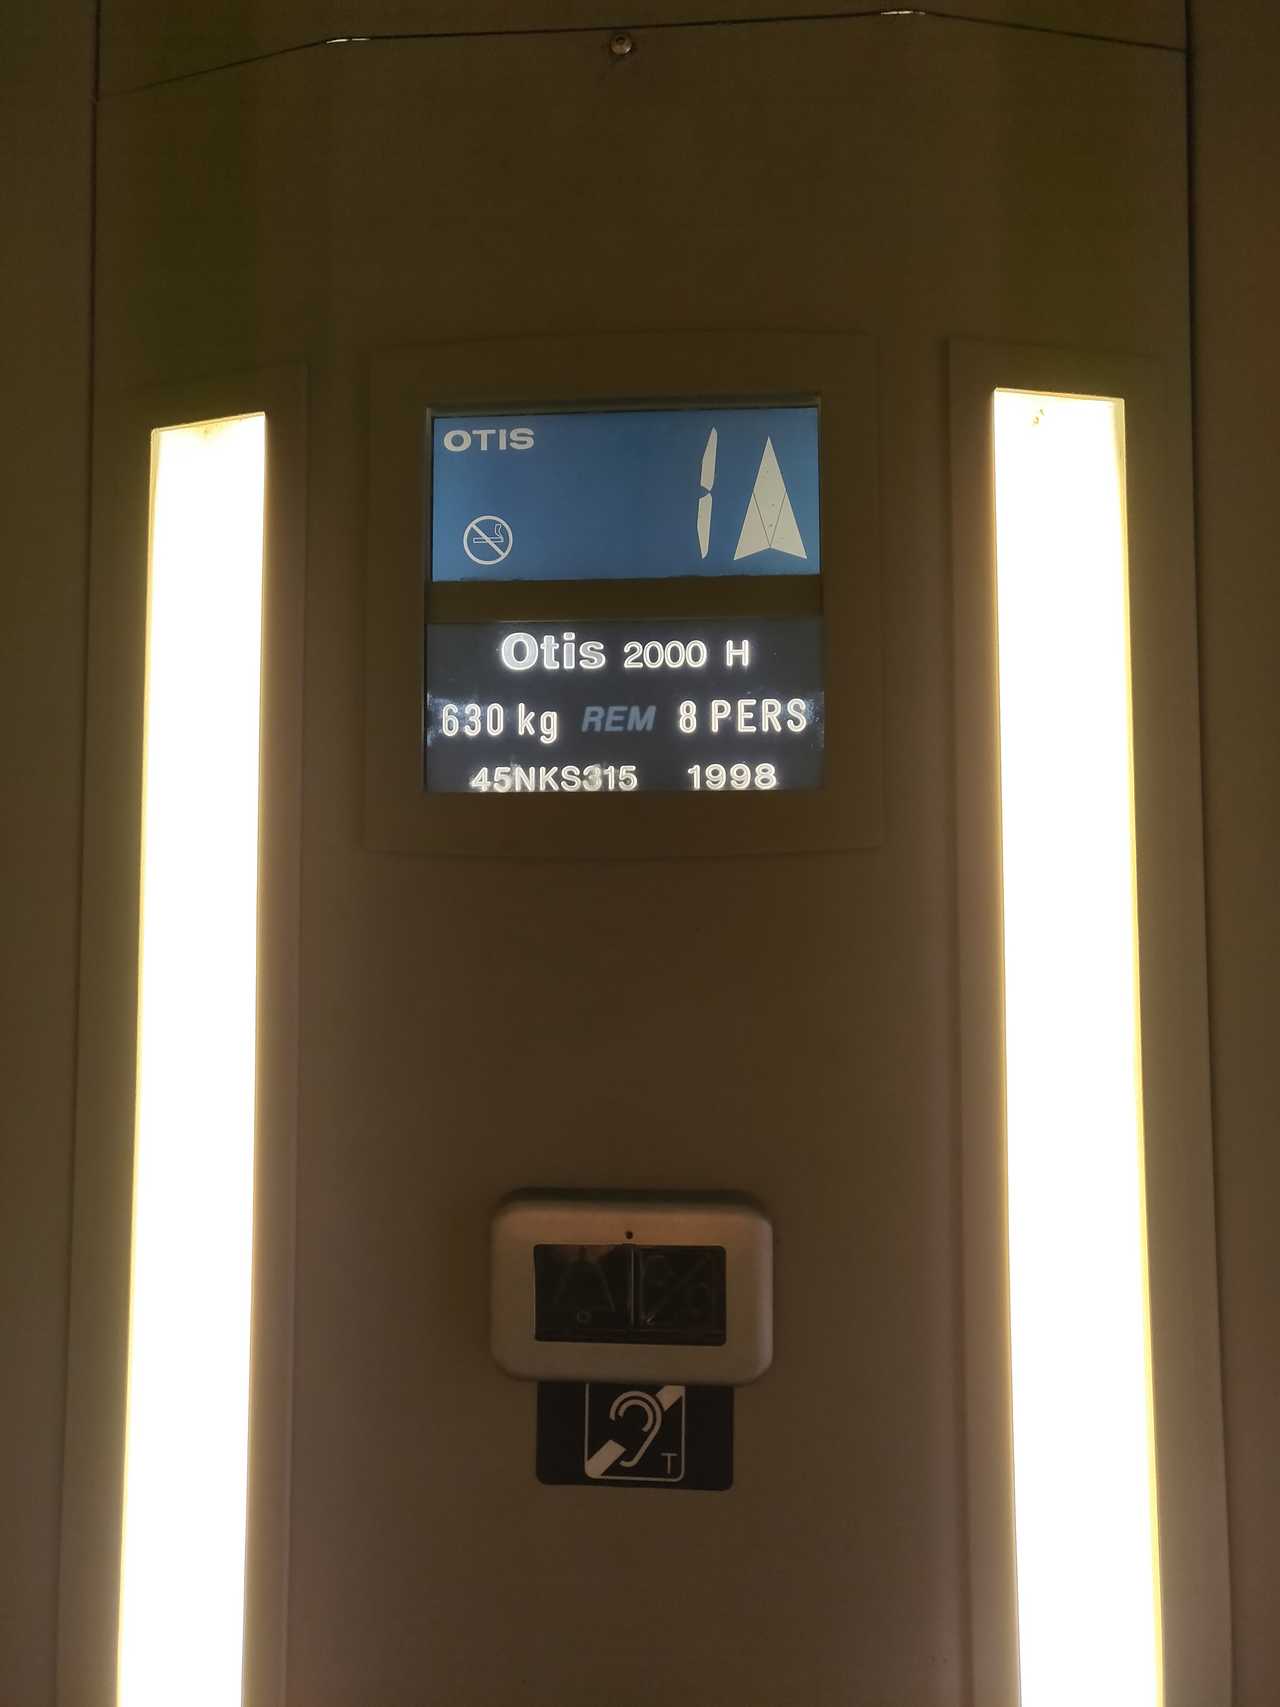 OTIS
1
Otis 2000 H
630 kg REM 8 PERS
45NKS315 1998
T